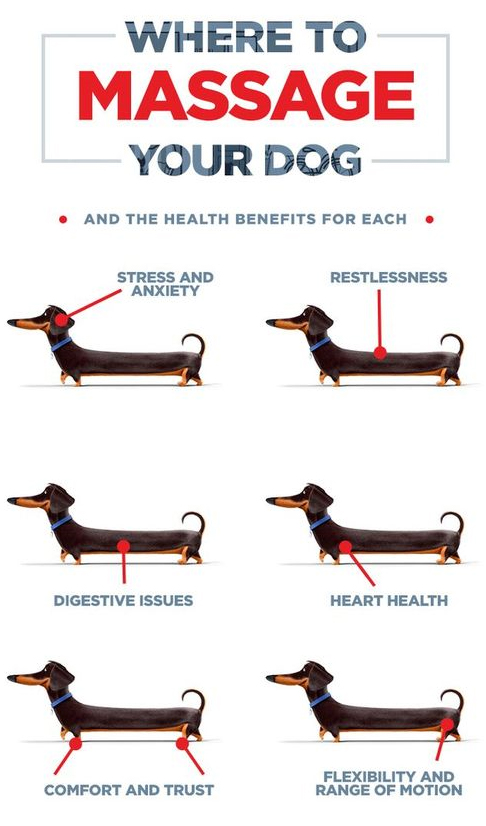 WHERE TO
MASSAGE
YOUR DOG
AND THE HEALTH BENEFITS FOR EACH
STRESS AND
ANXIETY
RESTLESSNESS
DIGESTIVE ISSUES
HEART HEALTH
COMFORT AND TRUST
FLEXIBILITY AND
RANGE OF MOTION